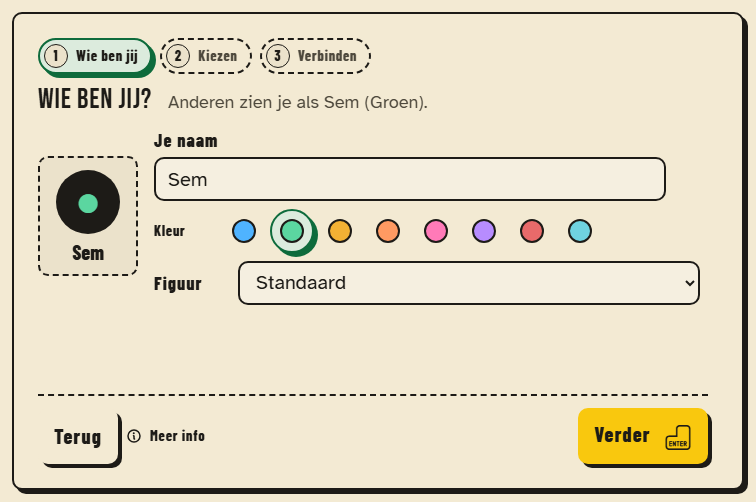 1 Wie ben jij 2 Kiezen 3 Verbinden
WIE BEN JIJ? Anderen zien je als Sem (Groen).
Je naam
Sem
Kleur
Sem
Figuur Standaard
Terug Meer info Verder ENTER